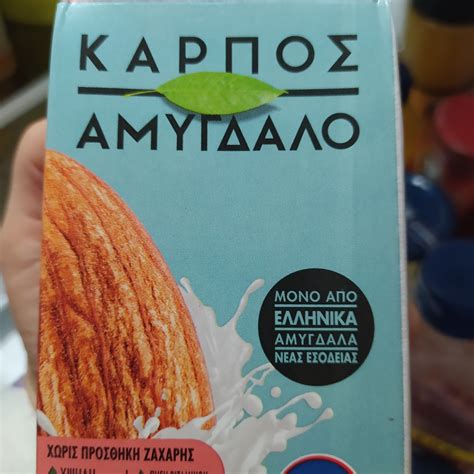 ΚΑΡΠΟΣ
ΑΜΥΓΔΑΛΟ
ΜΟΝΟ ΑΠΟ
ΕΛΛΗΝΙΚΑ
ΑΜΥΓΔΑΛΑ
ΝΕΑΣ ΕΣΟΔΕΙΑΣ
ΧΩΡΙΣ ΠΡΟΣΘΗΚΗ ΖΑΧΑΡΗΣ